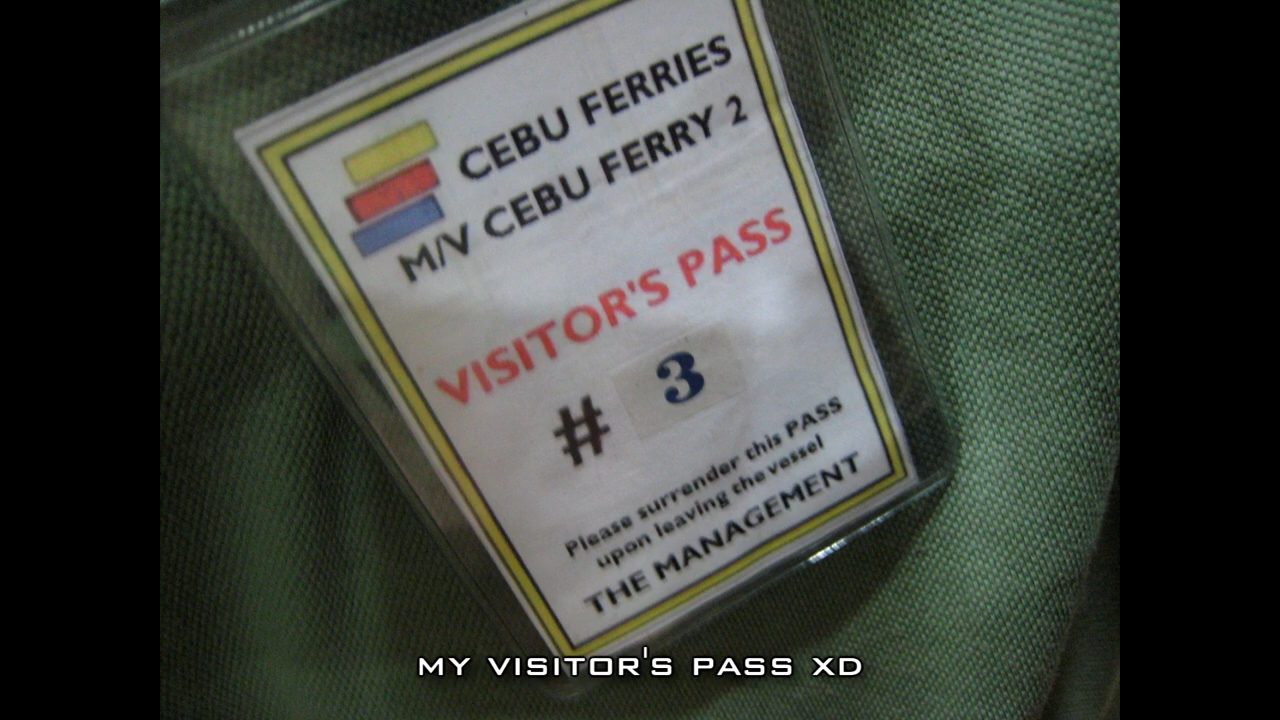 CEBU FERRIES
M/V CEBU FERRY 2
VISITOR'S PASS
# 3
Please surrender this PASS
upon leaving the vessel
THE MANAGEMENT
MY VISITOR'S PASS XD